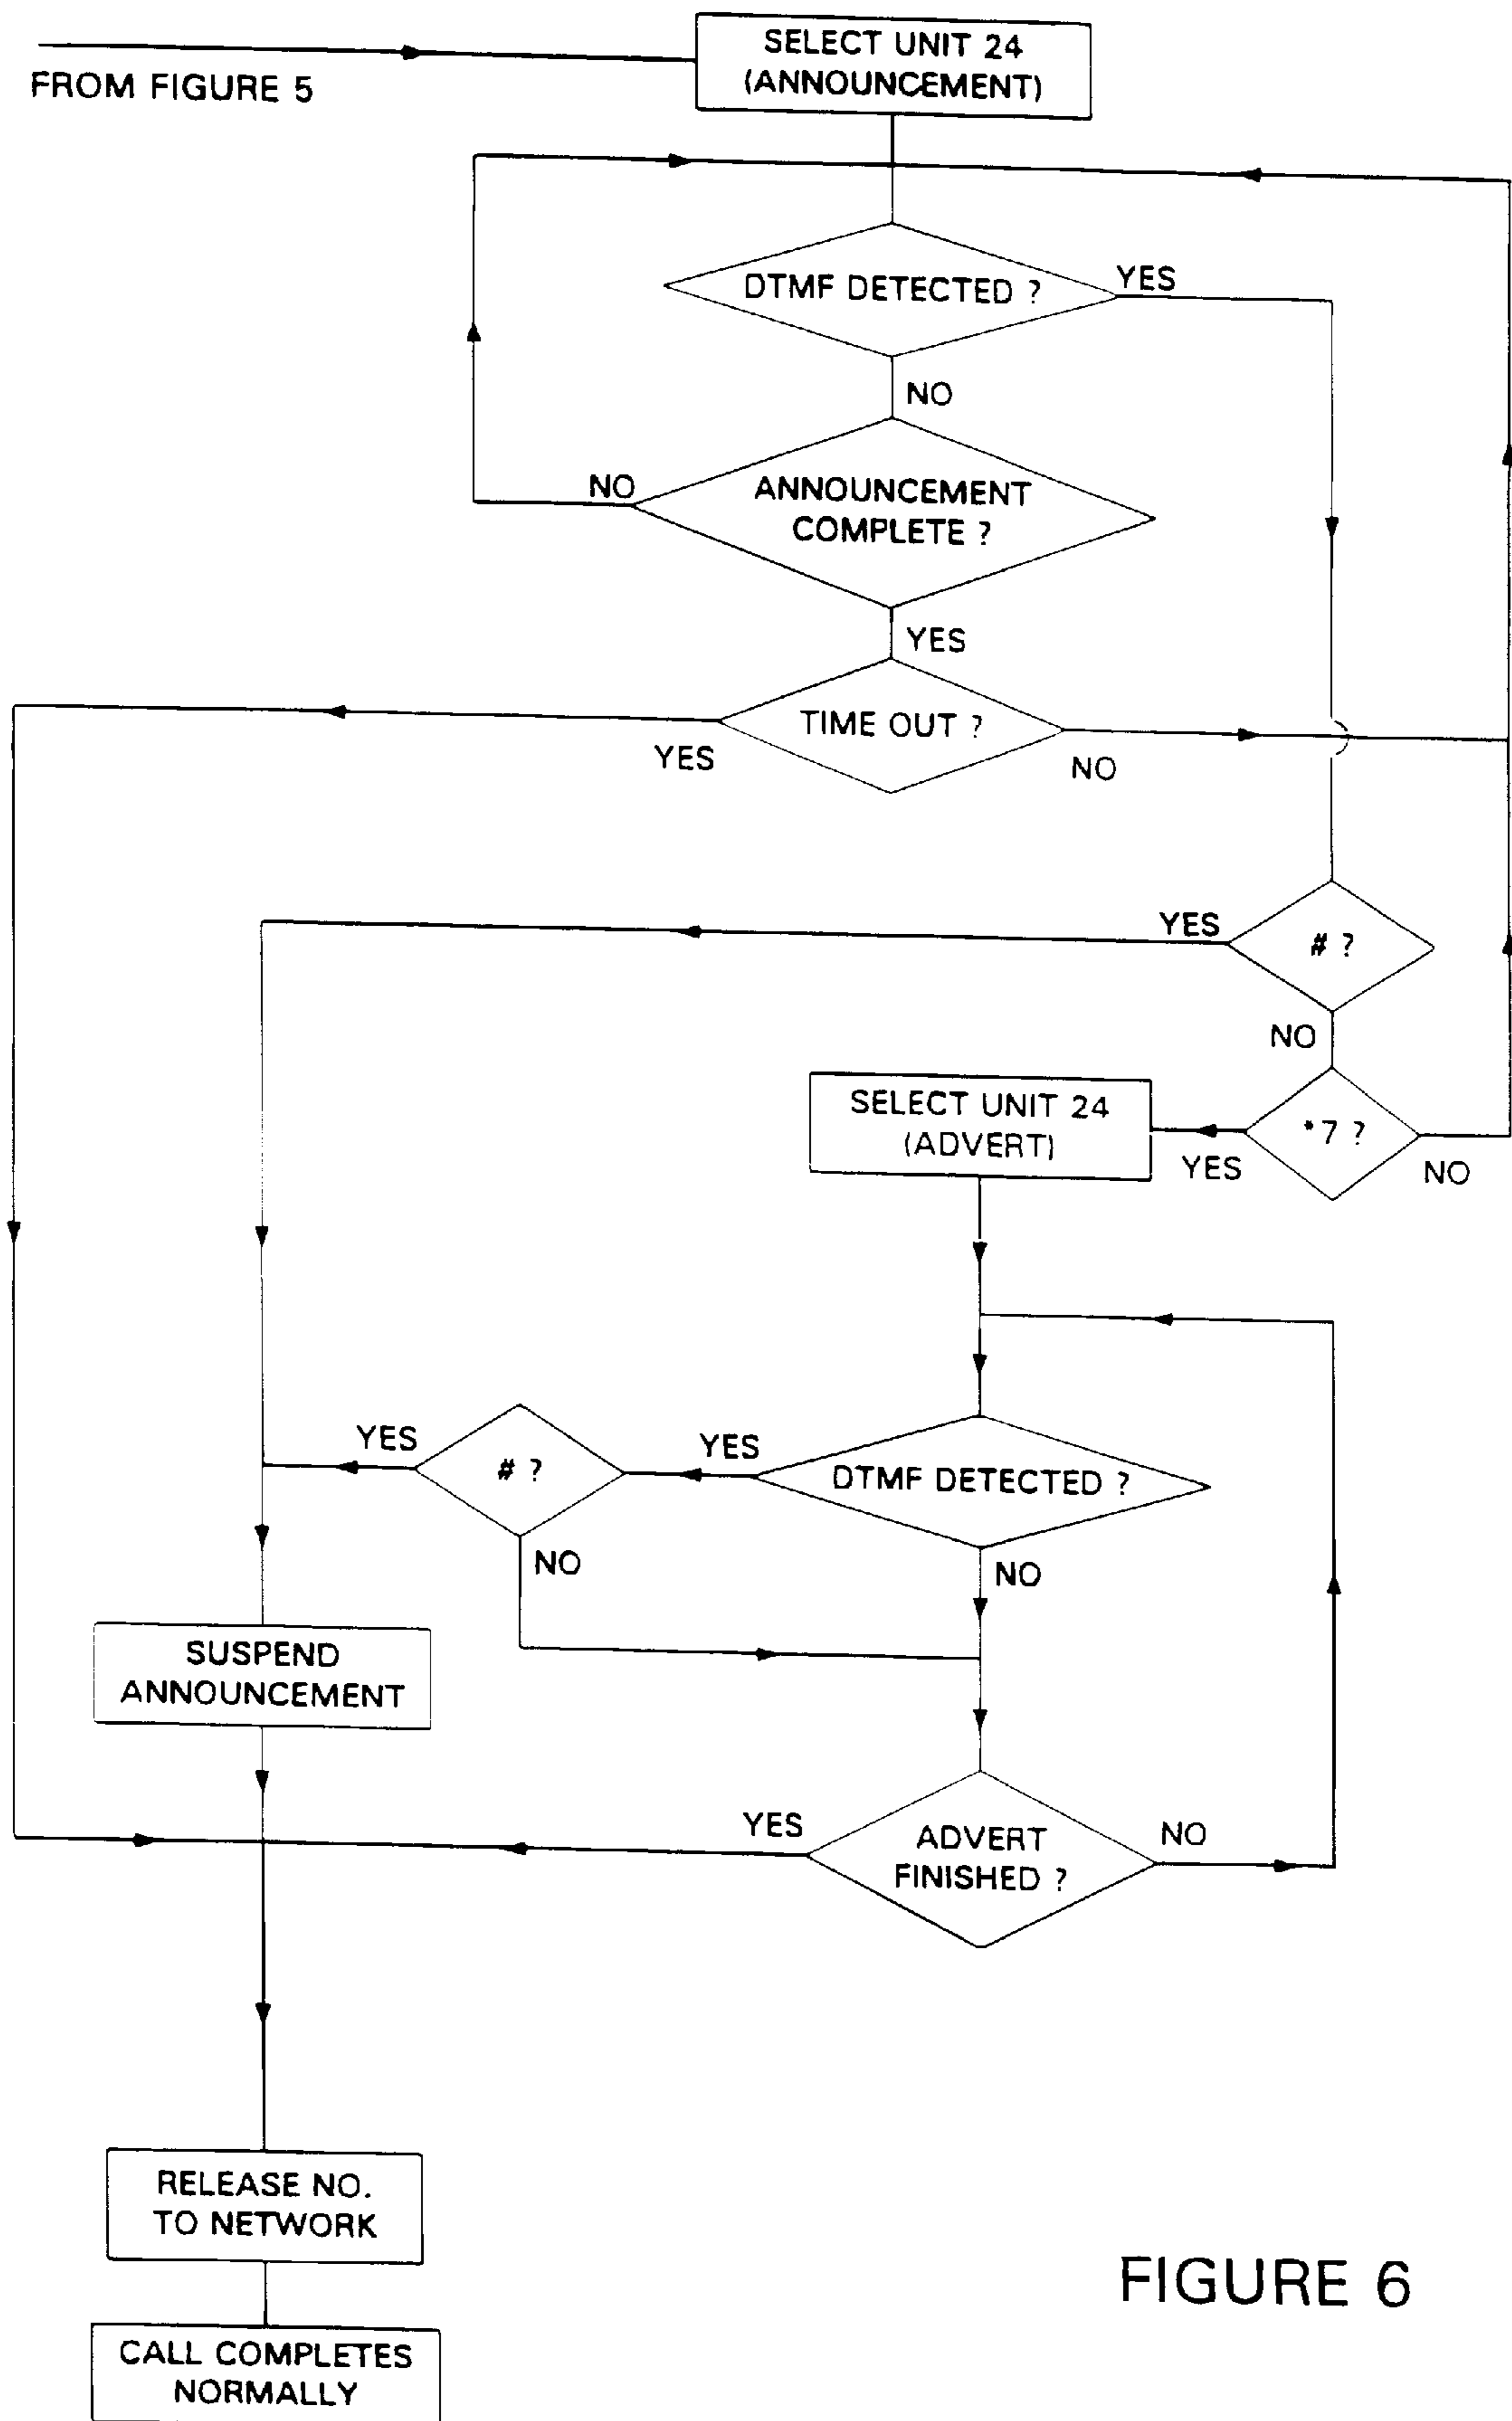 SELECT UNIT 24
(ANNOUNCEMENT)
FROM FIGURE 5
DTMF DETECTED ?
YES
NO
ANNOUNCEMENT
COMPLETE ?
NO
YES
TIME OUT ?
YES
NO
YES
# ?
NO
SELECT UNIT 24
(ADVERT)
*7 ?
YES
NO
YES
# ?
YES
DTMF DETECTED ?
NO
NO
SUSPEND
ANNOUNCEMENT
YES
ADVERT
FINISHED ?
NO
RELEASE NO.
TO NETWORK
CALL COMPLETES
NORMALLY
FIGURE 6